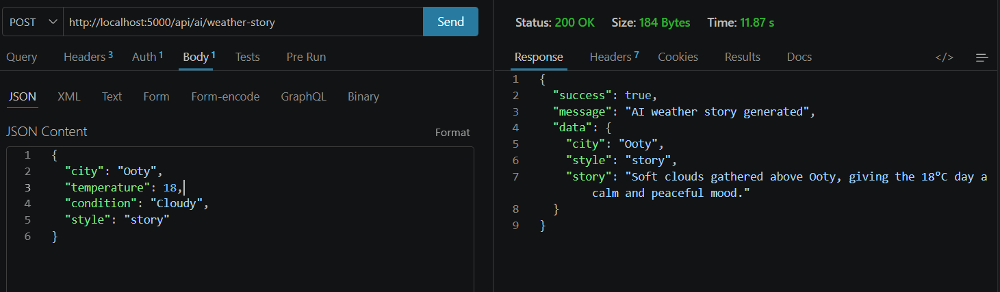 POST http://localhost:5000/api/ai/weather-story Send
Query Headers 3 Auth 1 Body 1 Tests Pre Run
JSON XML Text Form Form-encode GraphQL Binary
JSON Content Format
1 {
2 "city": "Ooty",
3 "temperature": 18,
4 "condition": "Cloudy",
5 "style": "story"
6 }
Status: 200 OK Size: 184 Bytes Time: 11.87 s
Response Headers 7 Cookies Results Docs </>
1 {
2 "success": true,
3 "message": "AI weather story generated",
4 "data": {
5 "city": "Ooty",
6 "style": "story",
7 "story": "Soft clouds gathered above Ooty, giving the 18°C day a
calm and peaceful mood."
8 }
9 }